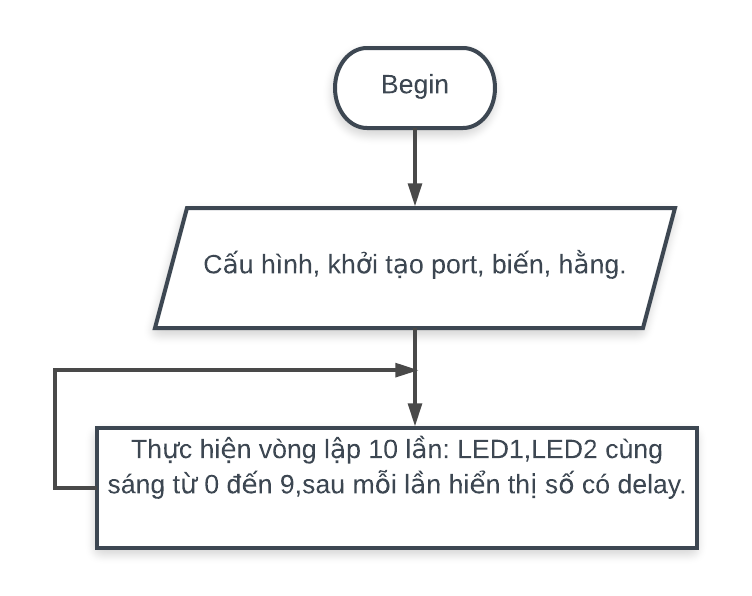 Begin
Cấu hình, khởi tạo port, biến, hằng.
Thực hiện vòng lập 10 lần: LED1,LED2 cùng
sáng từ 0 đến 9,sau mỗi lần hiển thị số có delay.